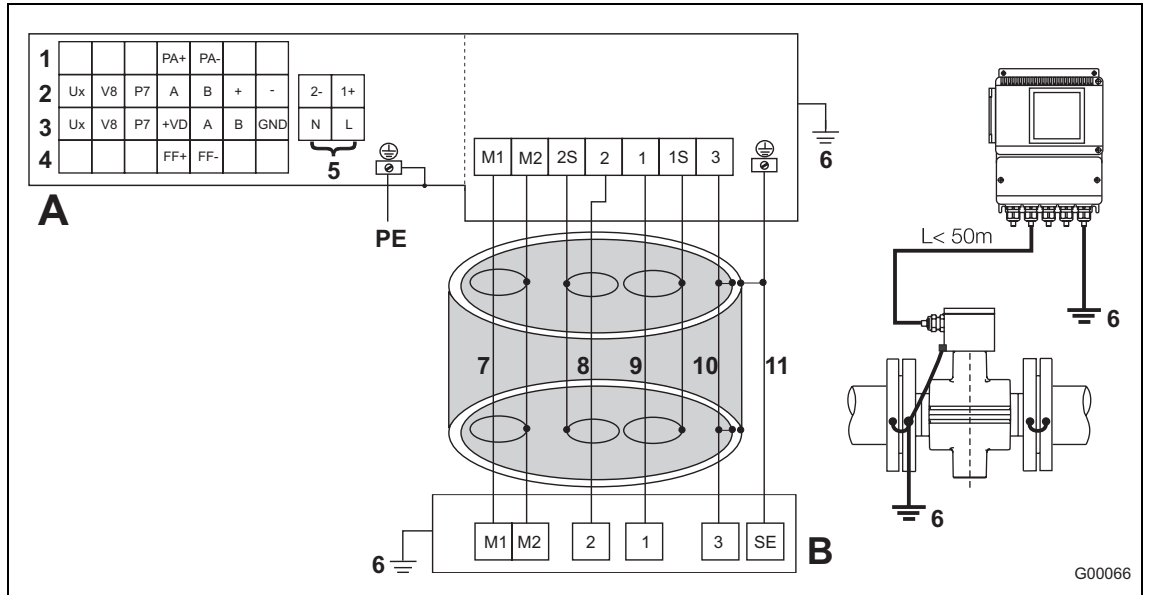 1 PA+ PA-
2 Ux V8 P7 A B + - 2- 1+
3 Ux V8 P7 +VD A B GND N L
4 FF+ FF-
5
A
PE
M1 M2 2S 2 1 1S 3
6
7 8 9 10 11
6
M1 M2 2 1 3 SE
B
L< 50m
6
6
G00066